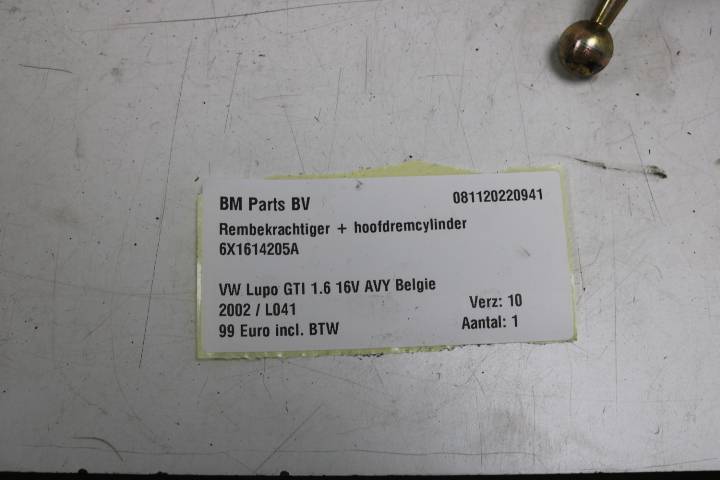 BM Parts BV 081120220941
Rembekrachtiger + hoofdremcylinder
6X1614205A
VW Lupo GTI 1.6 16V AVY Belgie
2002 / L041 Verz: 10
99 Euro incl. BTW Aantal: 1